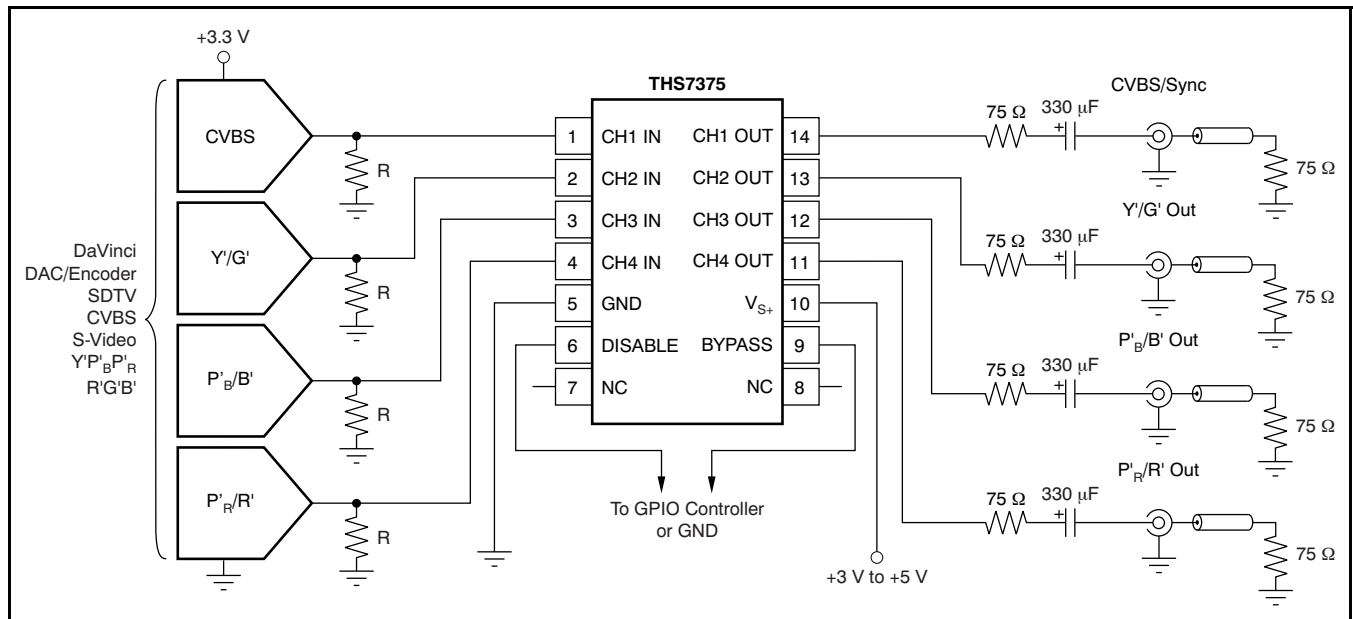 +3.3 V
CVBS
R
Y'/G'
R
P'B/B'
R
P'R/R'
R
DaVinci
DAC/Encoder
SDTV
CVBS
S-Video
Y'P'BP'R
R'G'B'
THS7375
1 CH1 IN CH1 OUT 14
2 CH2 IN CH2 OUT 13
3 CH3 IN CH3 OUT 12
4 CH4 IN CH4 OUT 11
5 GND VS+ 10
6 DISABLE BYPASS 9
7 NC NC 8
To GPIO Controller
or GND
+3 V to +5 V
CVBS/Sync
75 Ω 330 μF
+
75 Ω
Y'/G' Out
75 Ω 330 μF
+
75 Ω
P'B/B' Out
75 Ω 330 μF
+
75 Ω
P'R/R' Out
75 Ω 330 μF
+
75 Ω